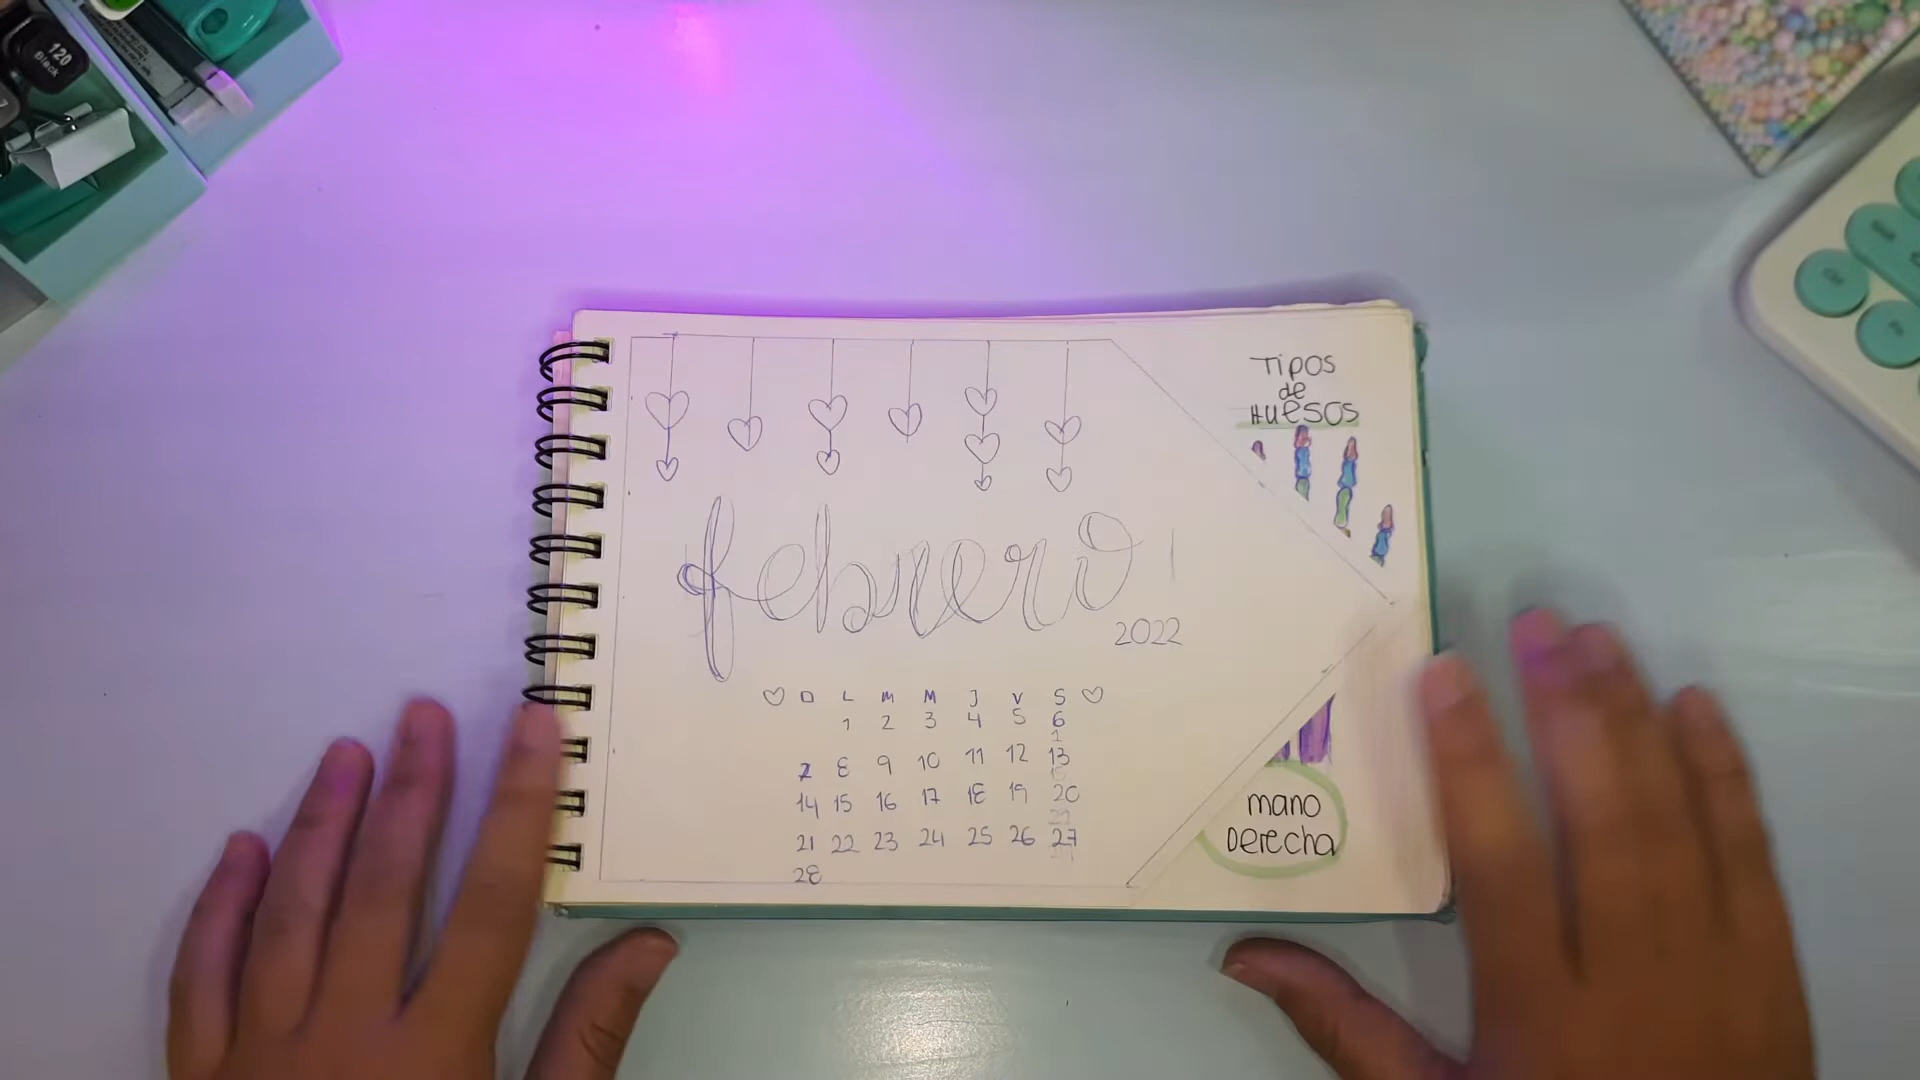 120
Black
Tipos
de
Huesos
febrero
2022
D L M M J V S
1 2 3 4 5 6
7 8 9 10 11 12 13
14 15 16 17 18 19 20
21 22 23 24 25 26 27
28
mano
Derecha
Ctrl